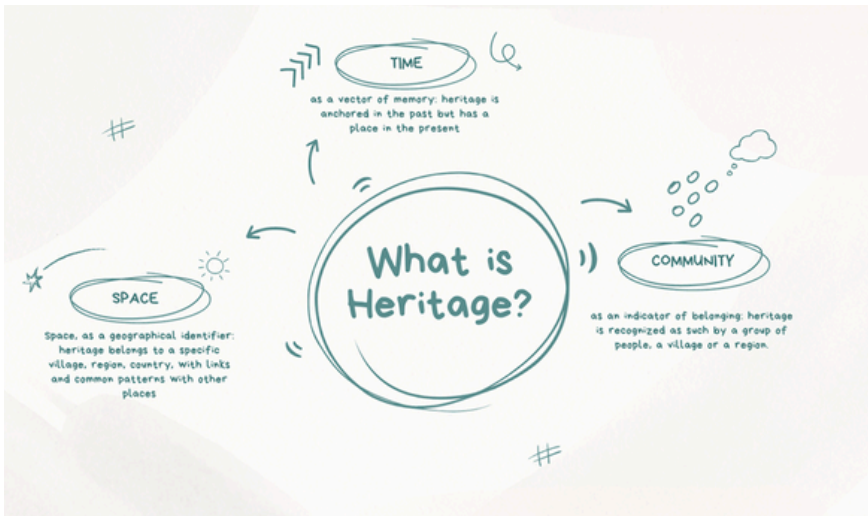 TIME
as a vector of memory: heritage is
anchored in the past but has a
place in the present
What is
Heritage?
COMMUNITY
as an indicator of belonging: heritage
is recognized as such by a group of
people, a village or a region.
SPACE
Space, as a geographical identifier:
heritage belongs to a specific
village, region, country, with links
and common patterns with other
places